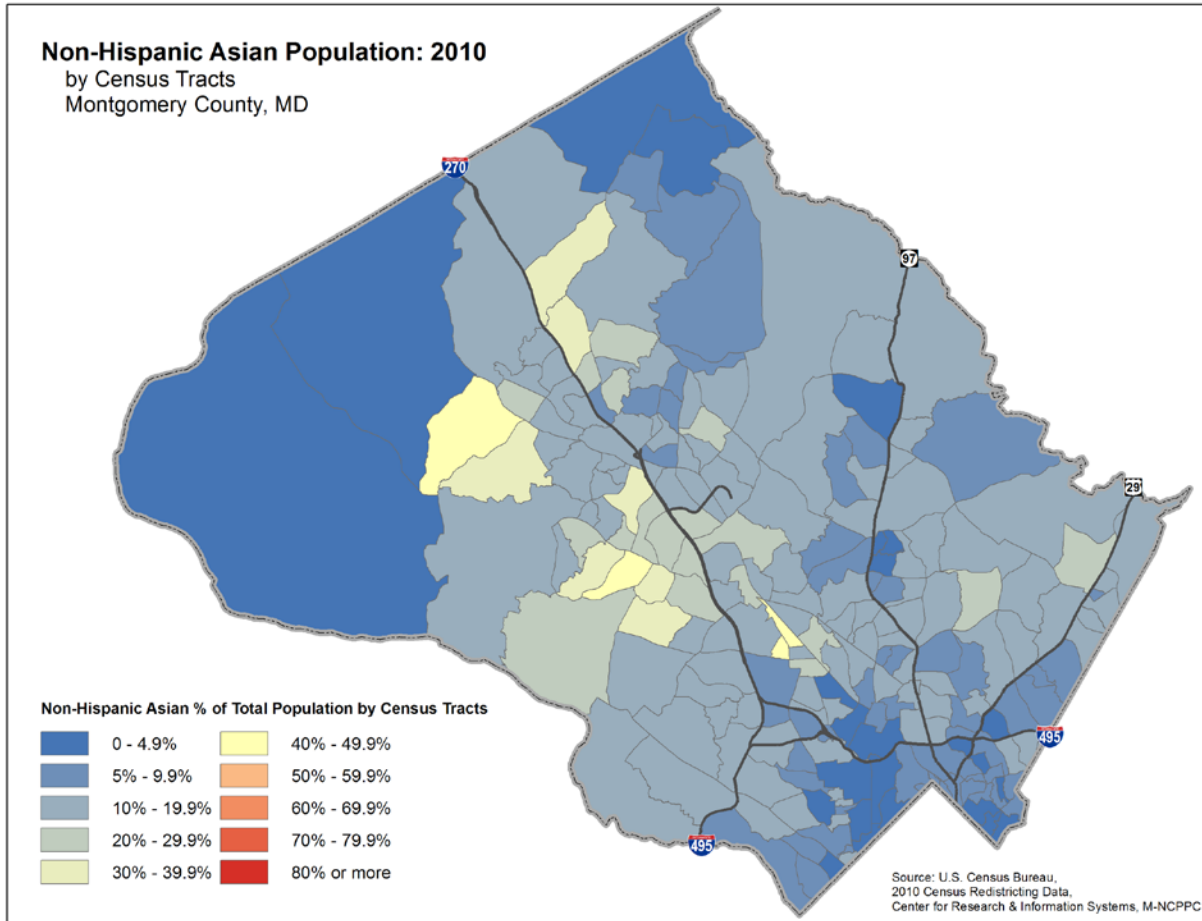 Non-Hispanic Asian Population: 2010
by Census Tracts
Montgomery County, MD
270
97
29
495
495
Non-Hispanic Asian % of Total Population by Census Tracts
0 - 4.9%
5% - 9.9%
10% - 19.9%
20% - 29.9%
30% - 39.9%
40% - 49.9%
50% - 59.9%
60% - 69.9%
70% - 79.9%
80% or more
Source: U.S. Census Bureau,
2010 Census Redistricting Data,
Center for Research & Information Systems, M-NCPPC